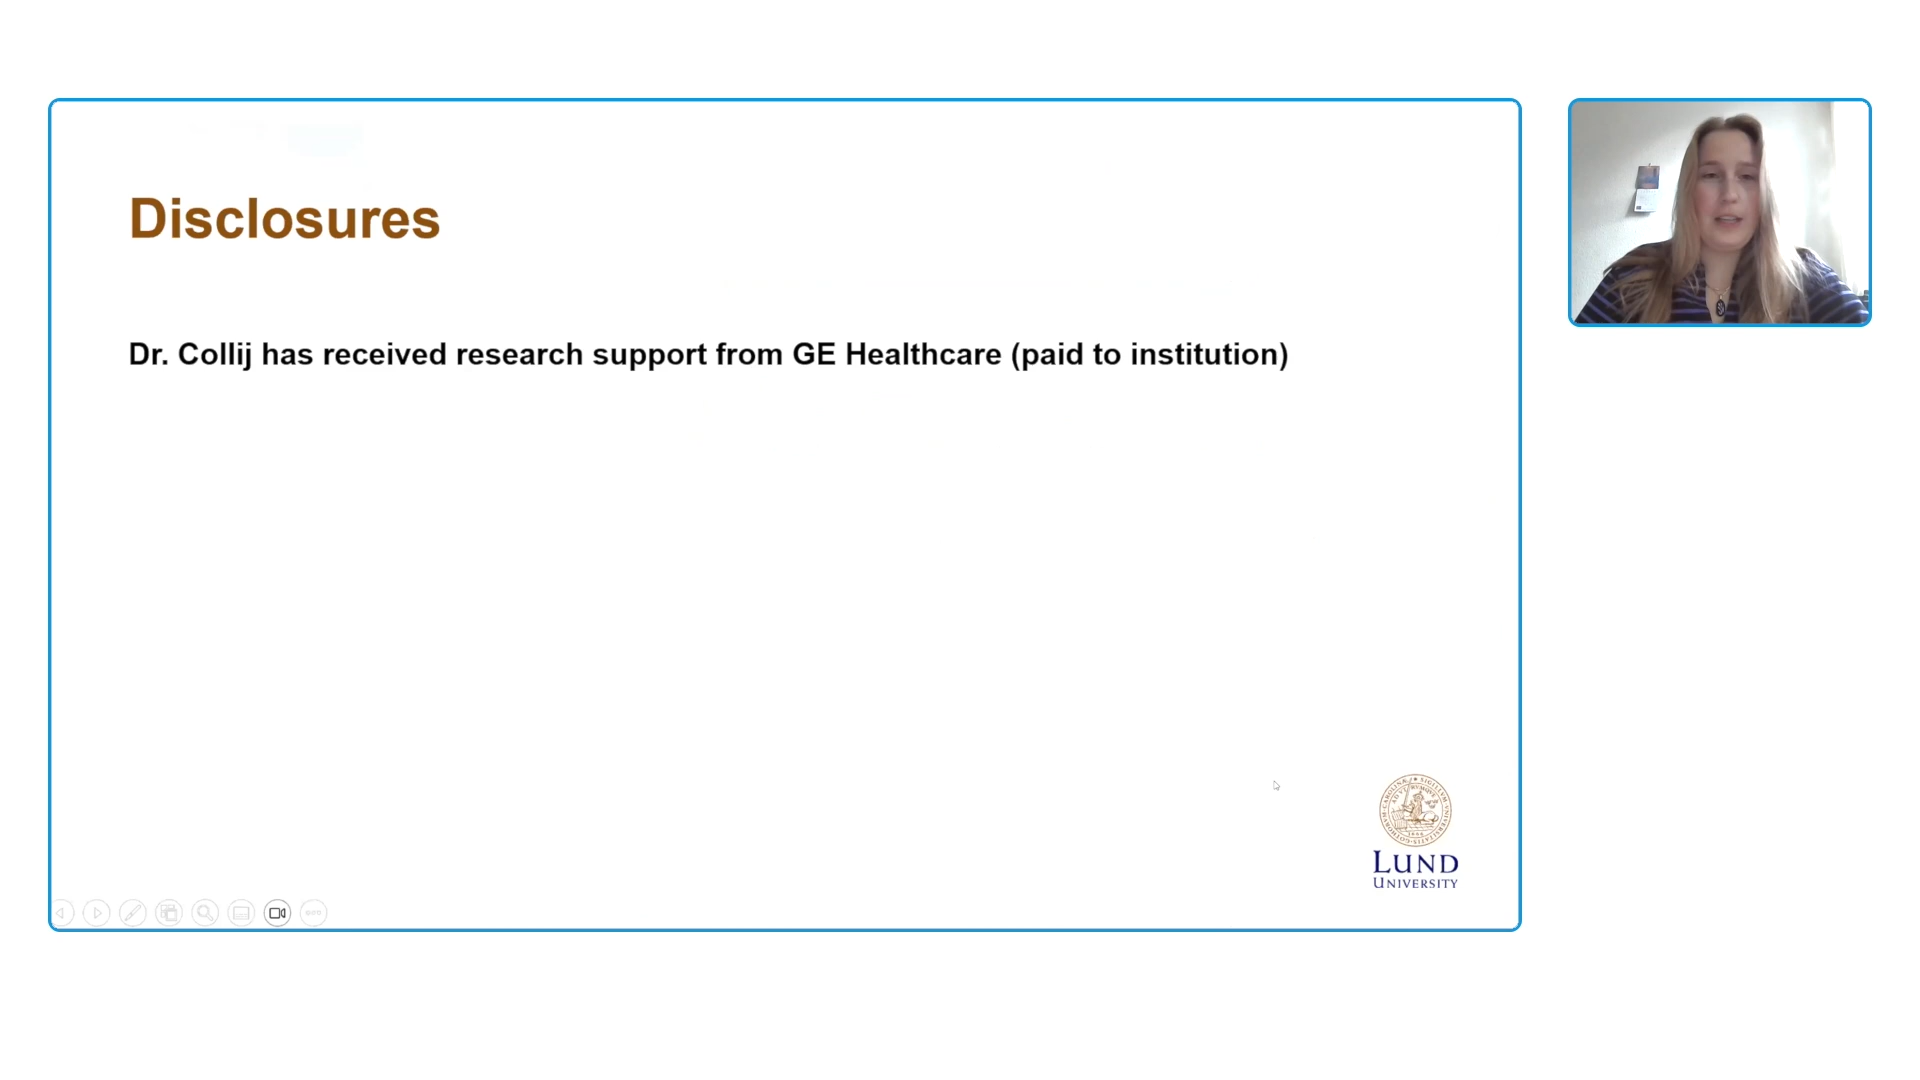 Disclosures
Dr. Collij has received research support from GE Healthcare (paid to institution)
LUND
UNIVERSITY